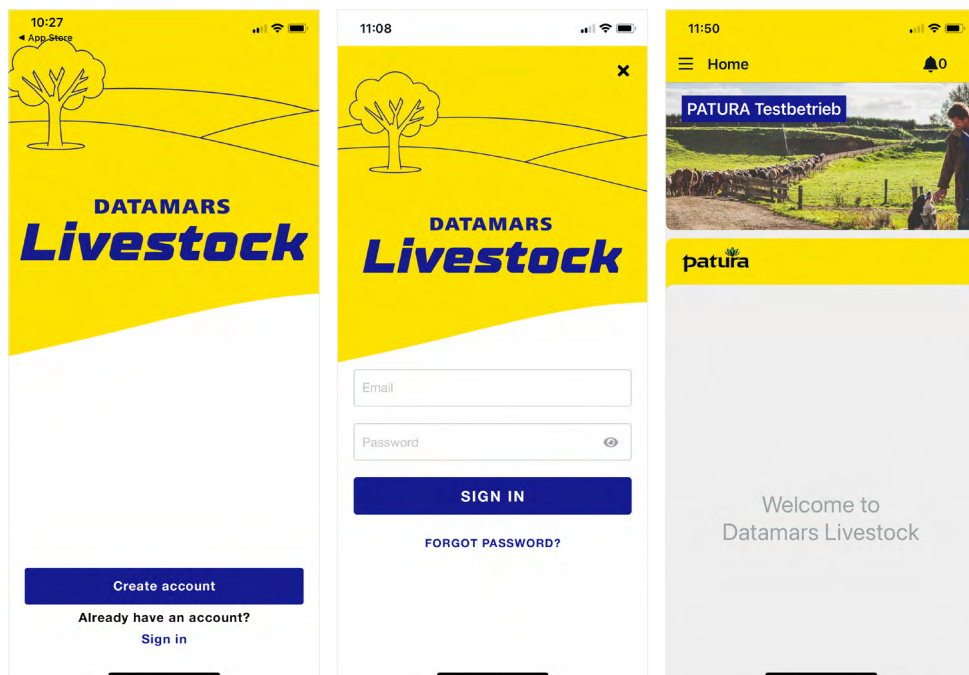 10:27
◀ App Store
DATAMARS
Livestock
Create account
Already have an account?
Sign in
11:08
DATAMARS
Livestock
Email
Password
SIGN IN
FORGOT PASSWORD?
11:50
Home
0
PATURA Testbetrieb
patura
Welcome to
Datamars Livestock